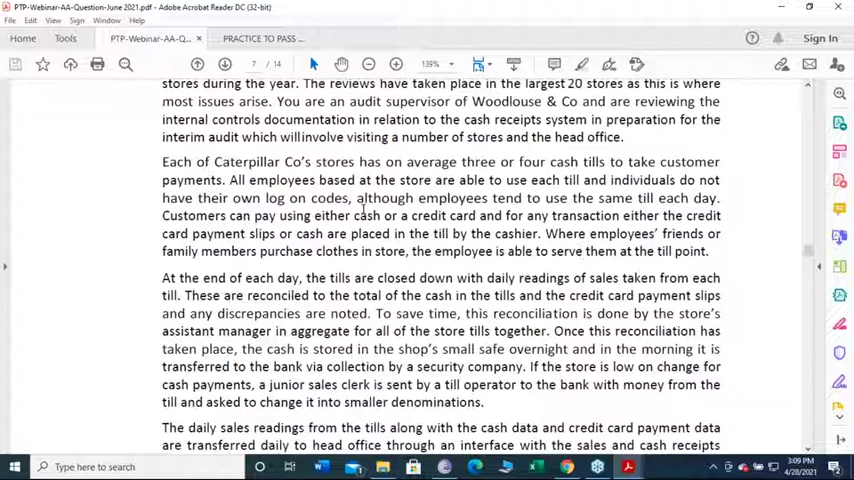 PTP-Webinar-AA-Question-June 2021.pdf - Adobe Acrobat Reader DC (32-bit)
File Edit View Sign Window Help
Home Tools PTP-Webinar-AA-Q... × PRACTICE TO PASS ... Sign In
7 / 14 139%
stores during the year. The reviews have taken place in the largest 20 stores as this is where
most issues arise. You are an audit supervisor of Woodlouse & Co and are reviewing the
internal controls documentation in relation to the cash receipts system in preparation for the
interim audit which will involve visiting a number of stores and the head office.
Each of Caterpillar Co's stores has on average three or four cash tills to take customer
payments. All employees based at the store are able to use each till and individuals do not
have their own log on codes, although employees tend to use the same till each day.
Customers can pay using either cash or a credit card and for any transaction either the credit
card payment slips or cash are placed in the till by the cashier. Where employees' friends or
family members purchase clothes in store, the employee is able to serve them at the till point.
At the end of each day, the tills are closed down with daily readings of sales taken from each
till. These are reconciled to the total of the cash in the tills and the credit card payment slips
and any discrepancies are noted. To save time, this reconciliation is done by the store's
assistant manager in aggregate for all of the store tills together. Once this reconciliation has
taken place, the cash is stored in the shop's small safe overnight and in the morning it is
transferred to the bank via collection by a security company. If the store is low on change for
cash payments, a junior sales clerk is sent by a till operator to the bank with money from the
till and asked to change it into smaller denominations.
The daily sales readings from the tills along with the cash data and credit card payment data
are transferred daily to head office through an interface with the sales and cash receipts
Type here to search
3:09 PM
4/28/2021